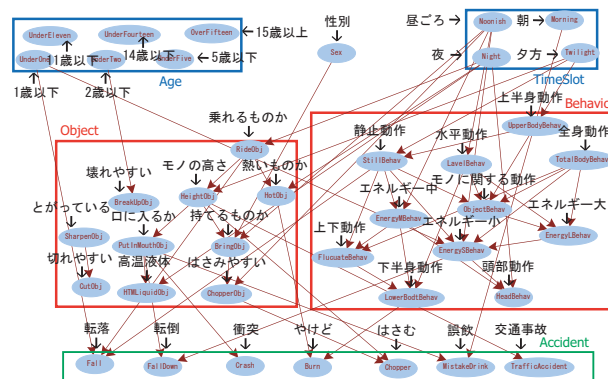 性別
昼ごろ Noonish 朝 Morning
UnderEleven UnderFourteen OverFifteen 15歳以上
Sex
夜 Night 夕方 Twilight
UnderOne 11歳以下 UnderTwo 14歳以下 UnderFive 5歳以下
Age
TimeSlot
1歳以下 2歳以下
上半身動作
Behavior
UpperBodyBehav
Object
乗れるものか
RideObj
静止動作 水平動作 全身動作
StillBehav LavelBehav TotalBodyBehav
壊れやすい モノの高さ 熱いものか
BreakUpObj HeightObj HotObj
エネルギー中 モノに関する動作
EnergyMBehav ObjectBehav
エネルギー小 エネルギー大
とがっている 口に入るか 持てるものか
SharpenObj PutInMouthObj BringObj
上下動作
FlucuateBehav EnergySBehav EnergyLBehav
切れやすい 高温液体 はさみやすい
CutObj HTMLiquidObj ChopperObj
下半身動作 頭部動作
LowerBodtBehav HeadBehav
転落 転倒 衝突 やけど はさむ 誤飲 交通事故
Accident
Fall FallDown Crash Burn Chopper MistakeDrink TrafficAccident